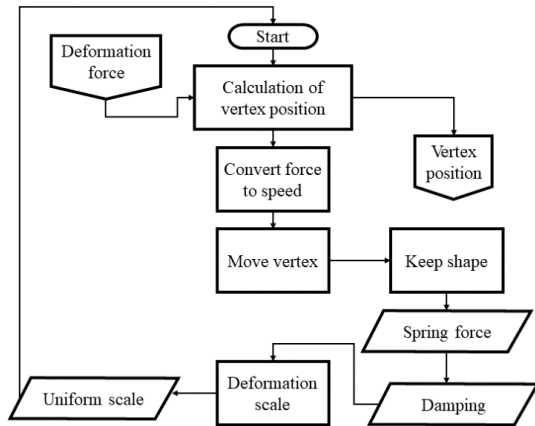 Start
Deformation
force
Calculation of
vertex position
Vertex
position
Convert force
to speed
Move vertex
Keep shape
Spring force
Damping
Deformation
scale
Uniform scale